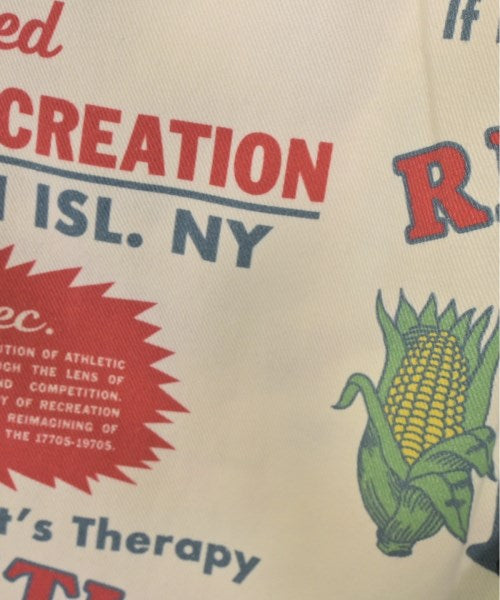 ed
If
CREATION
ISL. NY
R
ec.
UTION OF ATHLETIC
UGH THE LENS OF
ND COMPETITION.
Y OF RECREATION
REIMAGINING OF
THE 1770S-1970S.
t's Therapy